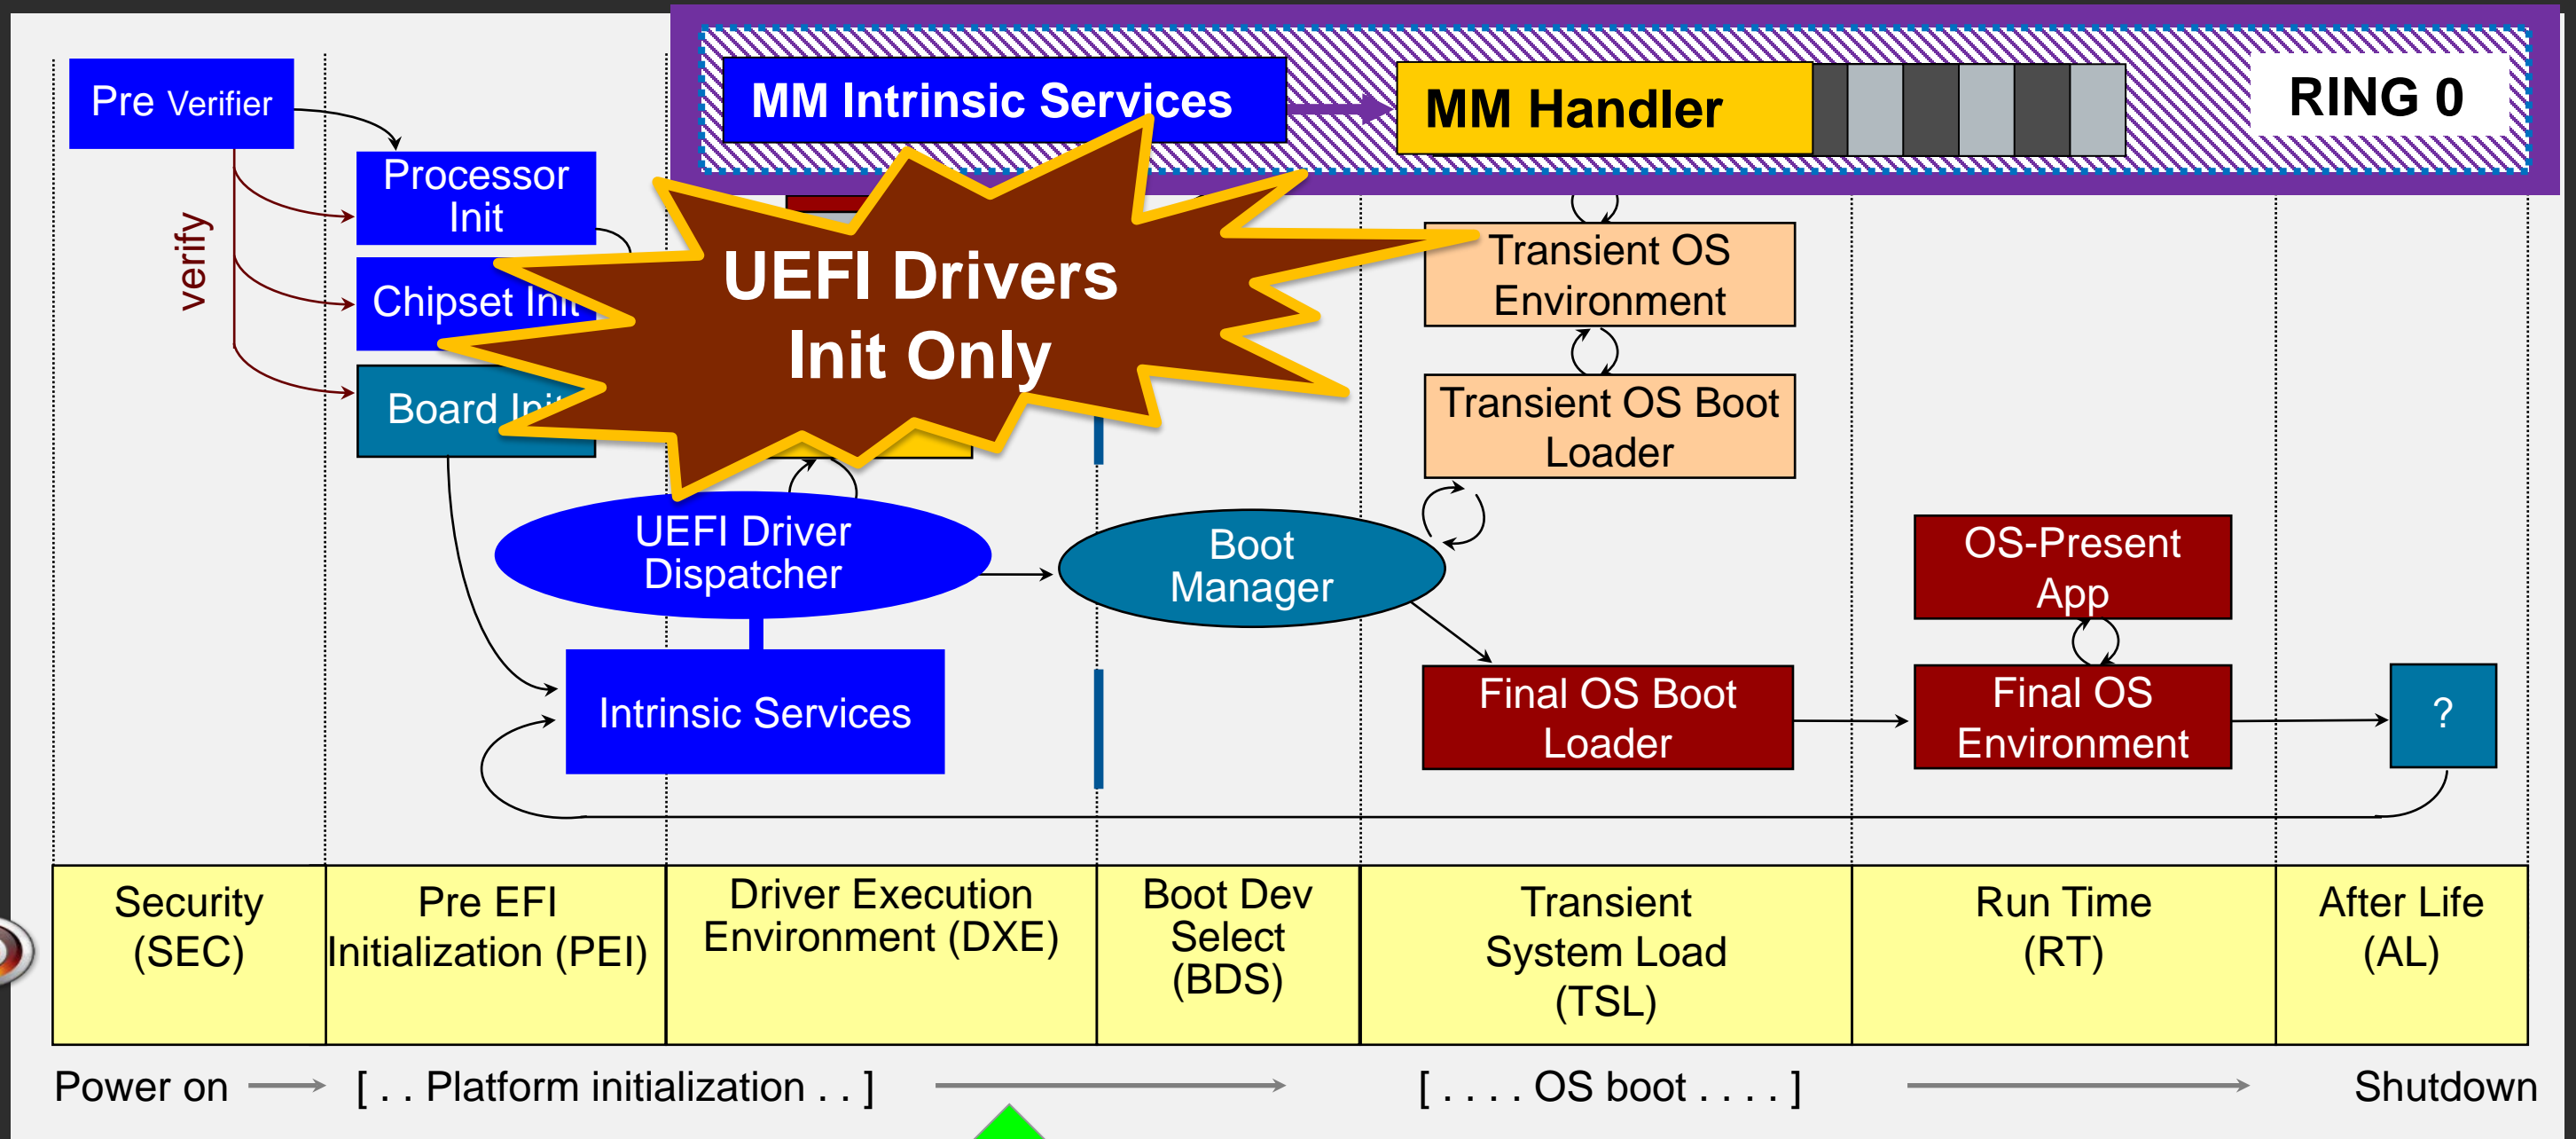 MM Intrinsic Services
MM Handler
RING 0
Pre Verifier
verify
Processor
Init
Chipset Init
Board Init
UEFI Drivers
Init Only
Transient OS
Environment
Transient OS Boot
Loader
UEFI Driver
Dispatcher
Boot
Manager
OS-Present
App
Intrinsic Services
Final OS Boot
Loader
Final OS
Environment
?
Security
(SEC)
Pre EFI
Initialization (PEI)
Driver Execution
Environment (DXE)
Boot Dev
Select
(BDS)
Transient
System Load
(TSL)
Run Time
(RT)
After Life
(AL)
Power on
[ . . Platform initialization . . ]
[ . . . . OS boot . . . . ]
Shutdown